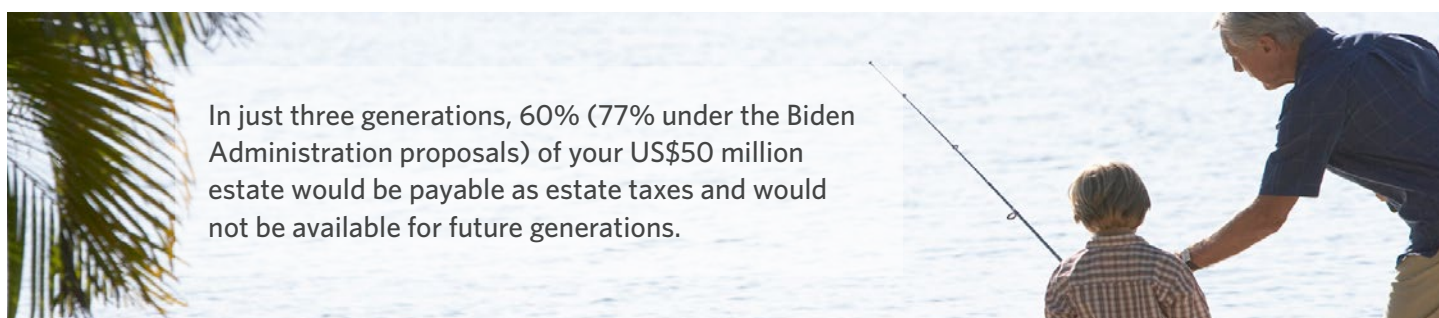 In just three generations, 60% (77% under the Biden
Administration proposals) of your US$50 million
estate would be payable as estate taxes and would
not be available for future generations.